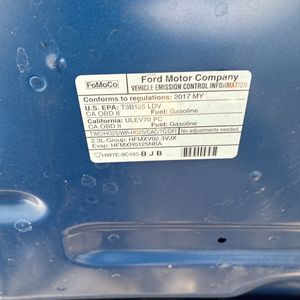 FoMoCo
Ford Motor Company
VEHICLE EMISSION CONTROL INFORMATION
Conforms to regulations: 2017 MY
U.S. EPA: T3B125 LDV
CA OBD II Fuel: Gasoline
California: ULEV70 PC
CA OBD II Fuel: Gasoline
No adjustments needed.
2.3L-Group: HFMXV02.3VJX
Evap: HFMXR0125NBA
HW7E-9C485-BJB